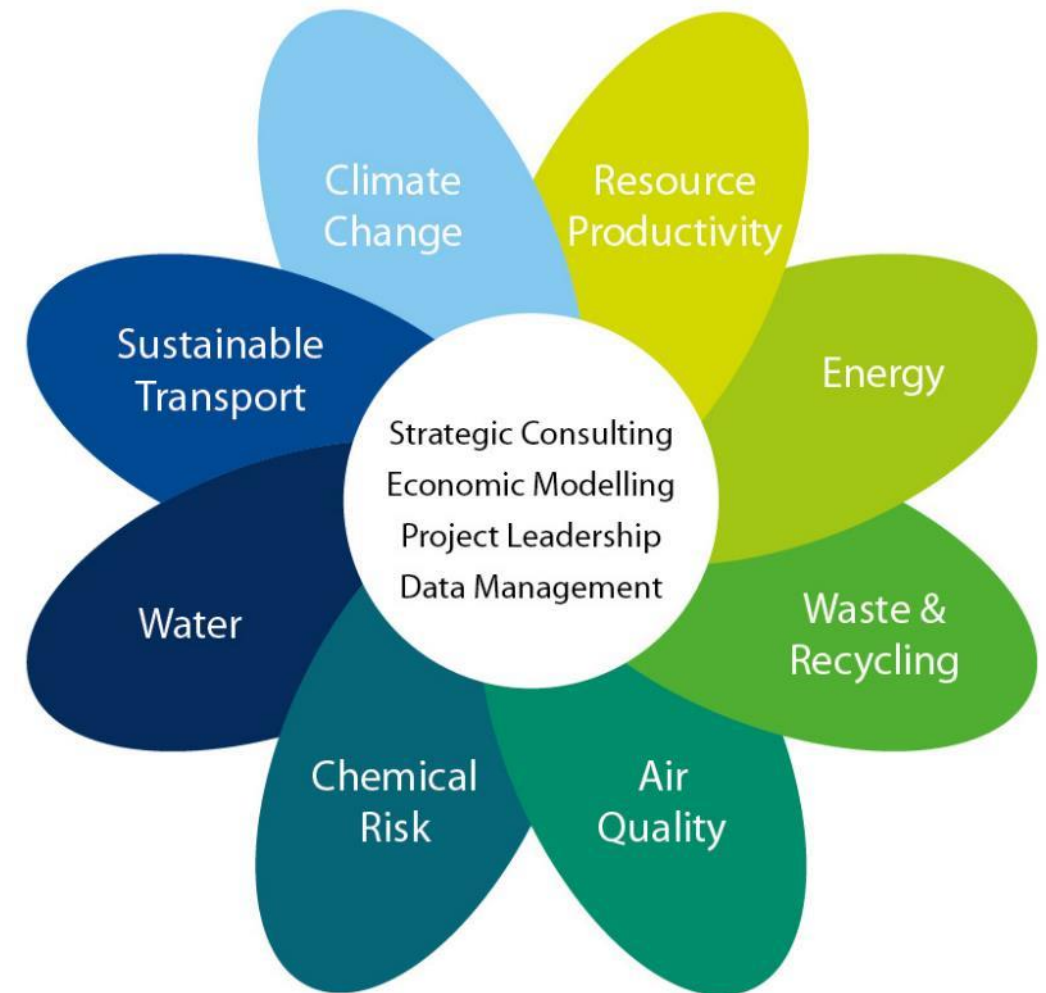 Climate
Change
Resource
Productivity
Sustainable
Transport
Energy
Strategic Consulting
Economic Modelling
Project Leadership
Data Management
Water
Waste &
Recycling
Chemical
Risk
Air
Quality